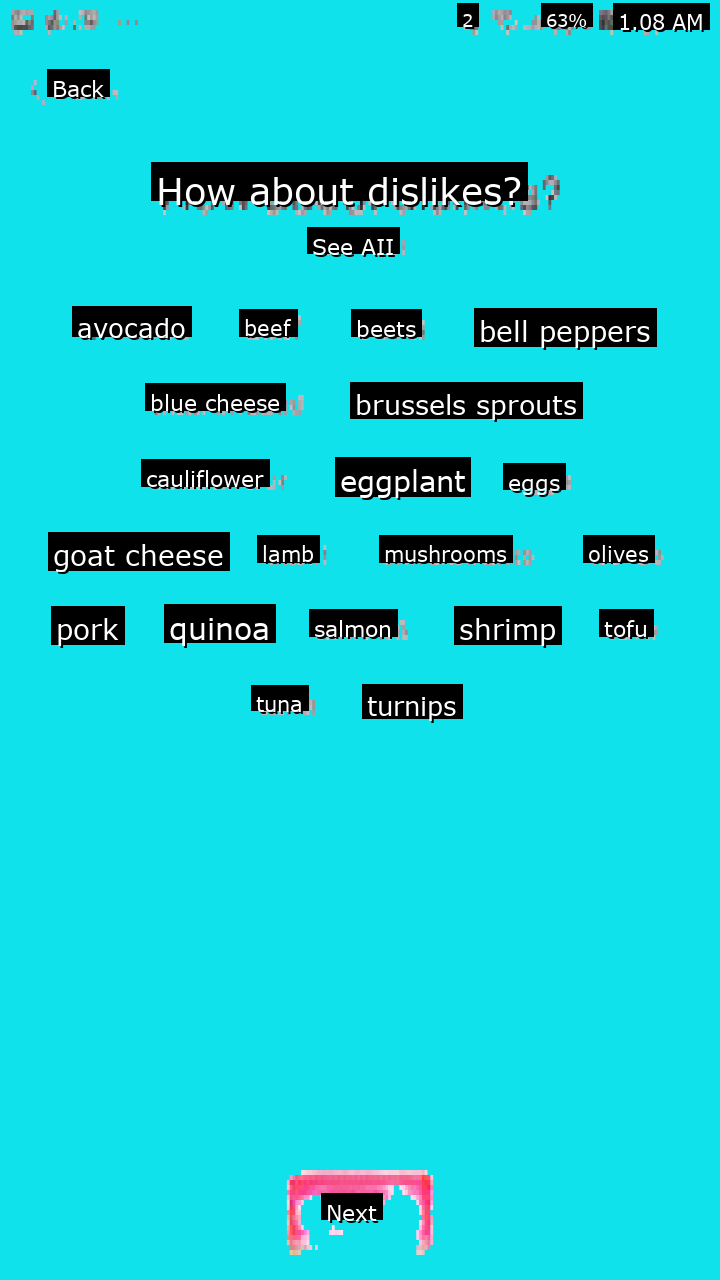 2 63% 1.08 AM
Back
How about dislikes?
See AII
avocado beef beets bell peppers
blue cheese brussels sprouts
cauliflower eggplant eggs
goat cheese lamb mushrooms olives
pork quinoa salmon shrimp tofu
tuna turnips
Next